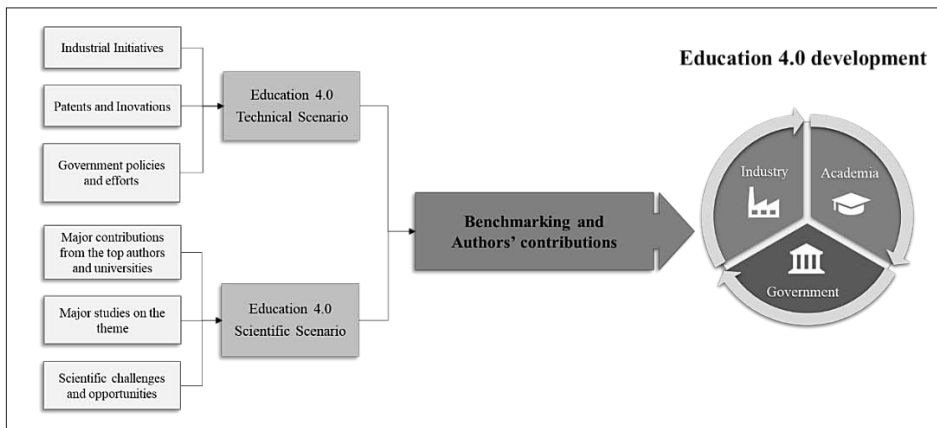 Education 4.0 development
Industrial Initiatives
Patents and Inovations
Government policies
and efforts
Education 4.0
Technical Scenario
Major contributions
from the top authors
and universities
Major studies on the
theme
Scientific challenges
and opportunities
Education 4.0
Scientific Scenario
Benchmarking and
Authors' contributions
Industry
Academia
Government